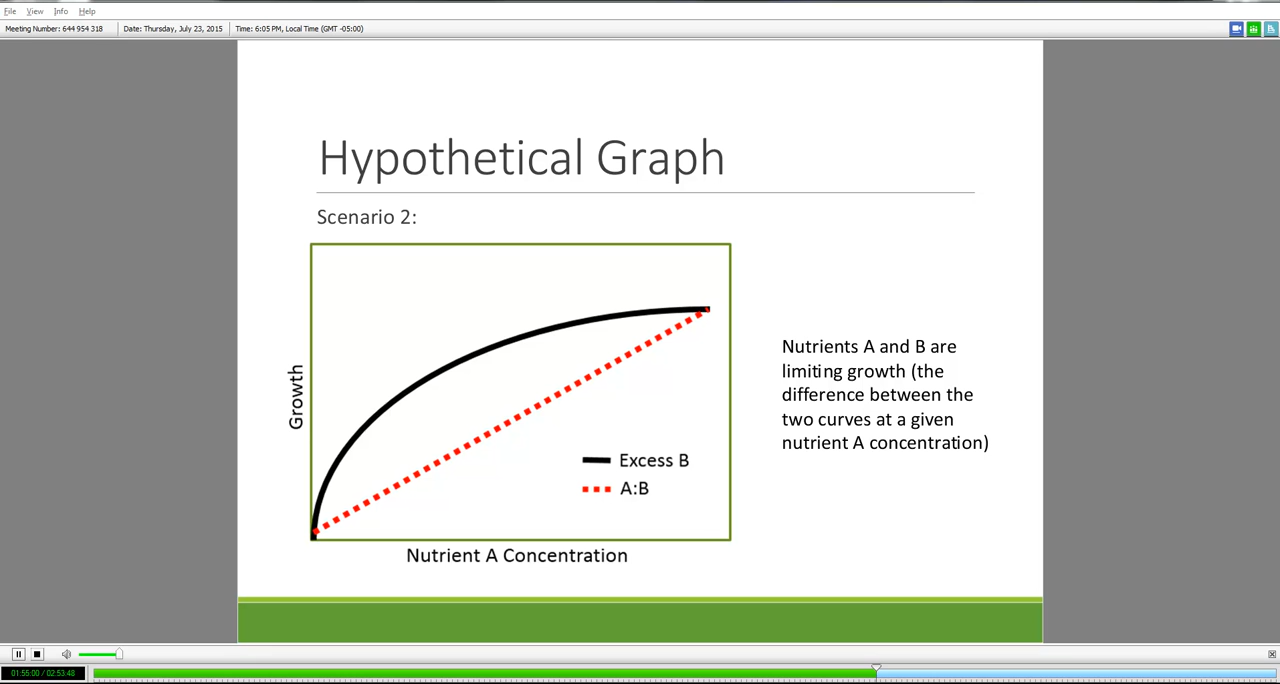 File View Info Help
Meeting Number: 644 954 318 Date: Thursday, July 23, 2015 Time: 6:05 PM, Local Time (GMT -05:00)
Hypothetical Graph
Scenario 2:
Growth
Excess B
A:B
Nutrient A Concentration
Nutrients A and B are
limiting growth (the
difference between the
two curves at a given
nutrient A concentration)
01:55:00 / 02:53:48